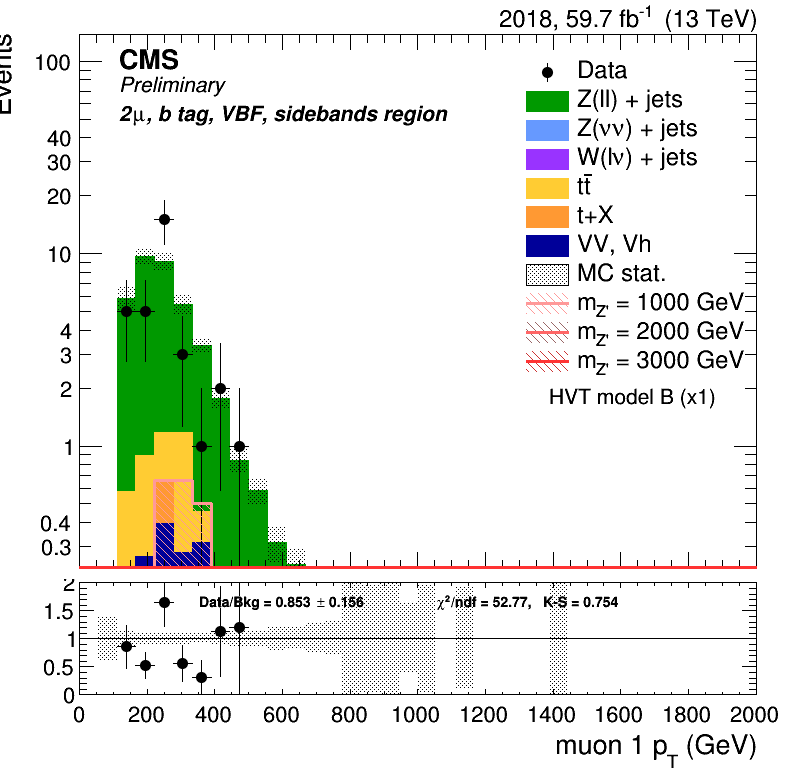 2018, 59.7 fb⁻¹ (13 TeV)
Events
CMS
Preliminary
2μ, b tag, VBF, sidebands region
Data
Z(ll) + jets
Z(νν) + jets
W(lν) + jets
tt̄
t+X
VV, Vh
MC stat.
m_Z' = 1000 GeV
m_Z' = 2000 GeV
m_Z' = 3000 GeV
HVT model B (x1)
100
40
30
20
10
4
3
2
1
0.4
0.3
2
1.5
1
0.5
0
Data/Bkg = 0.853 ± 0.156
χ²/ndf = 52.77, K-S = 0.754
0 200 400 600 800 1000 1200 1400 1600 1800 2000
muon 1 p_T (GeV)